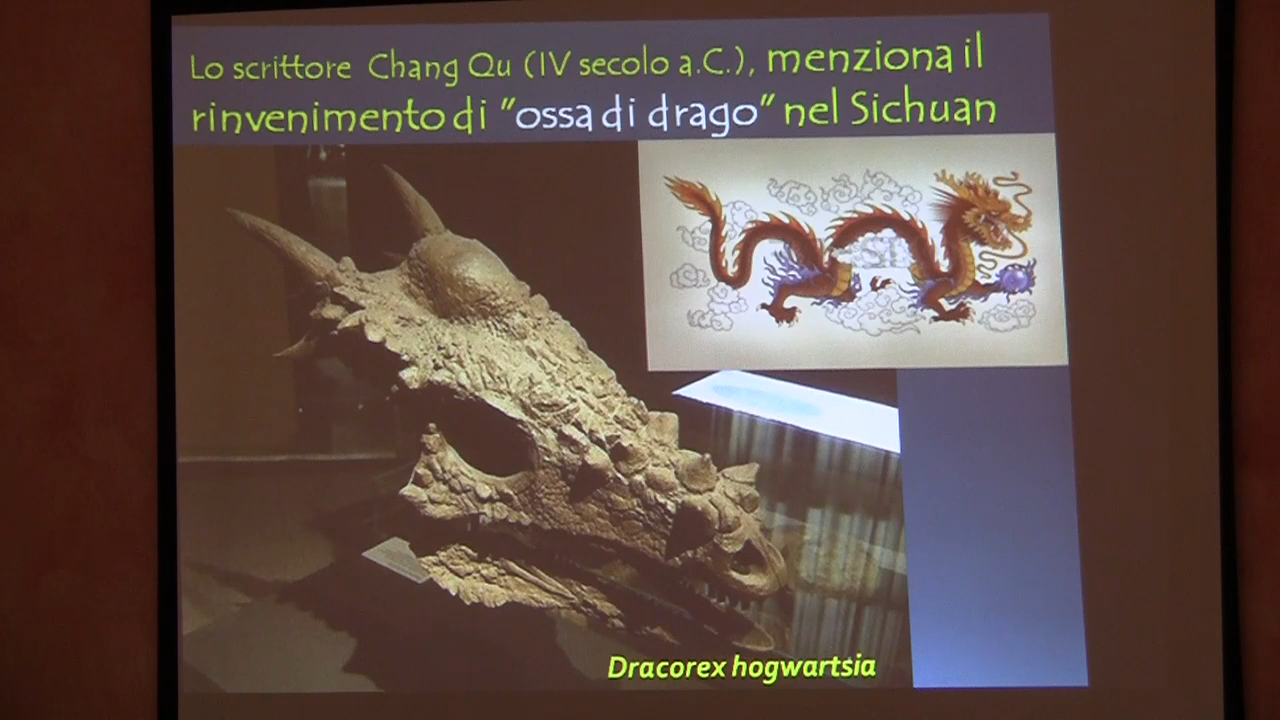 Lo scrittore Chang Qu (IV secolo a.C.), menziona il
rinvenimento di "ossa di drago" nel Sichuan
Dracorex hogwartsia